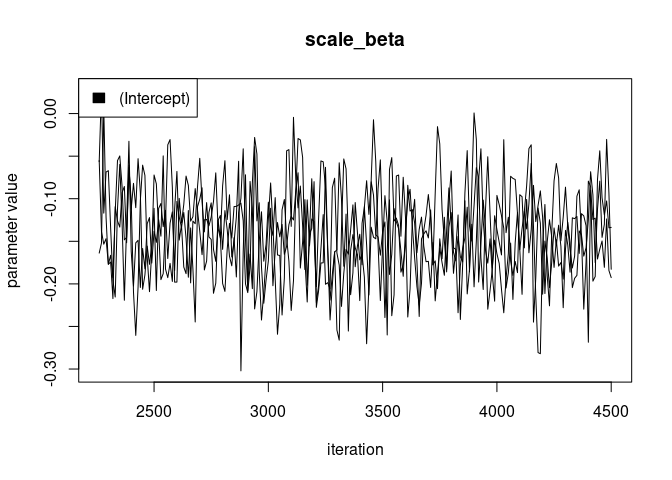 scale_beta
(Intercept)
parameter value
0.00
-0.10
-0.20
-0.30
2500
3000
3500
4000
4500
iteration